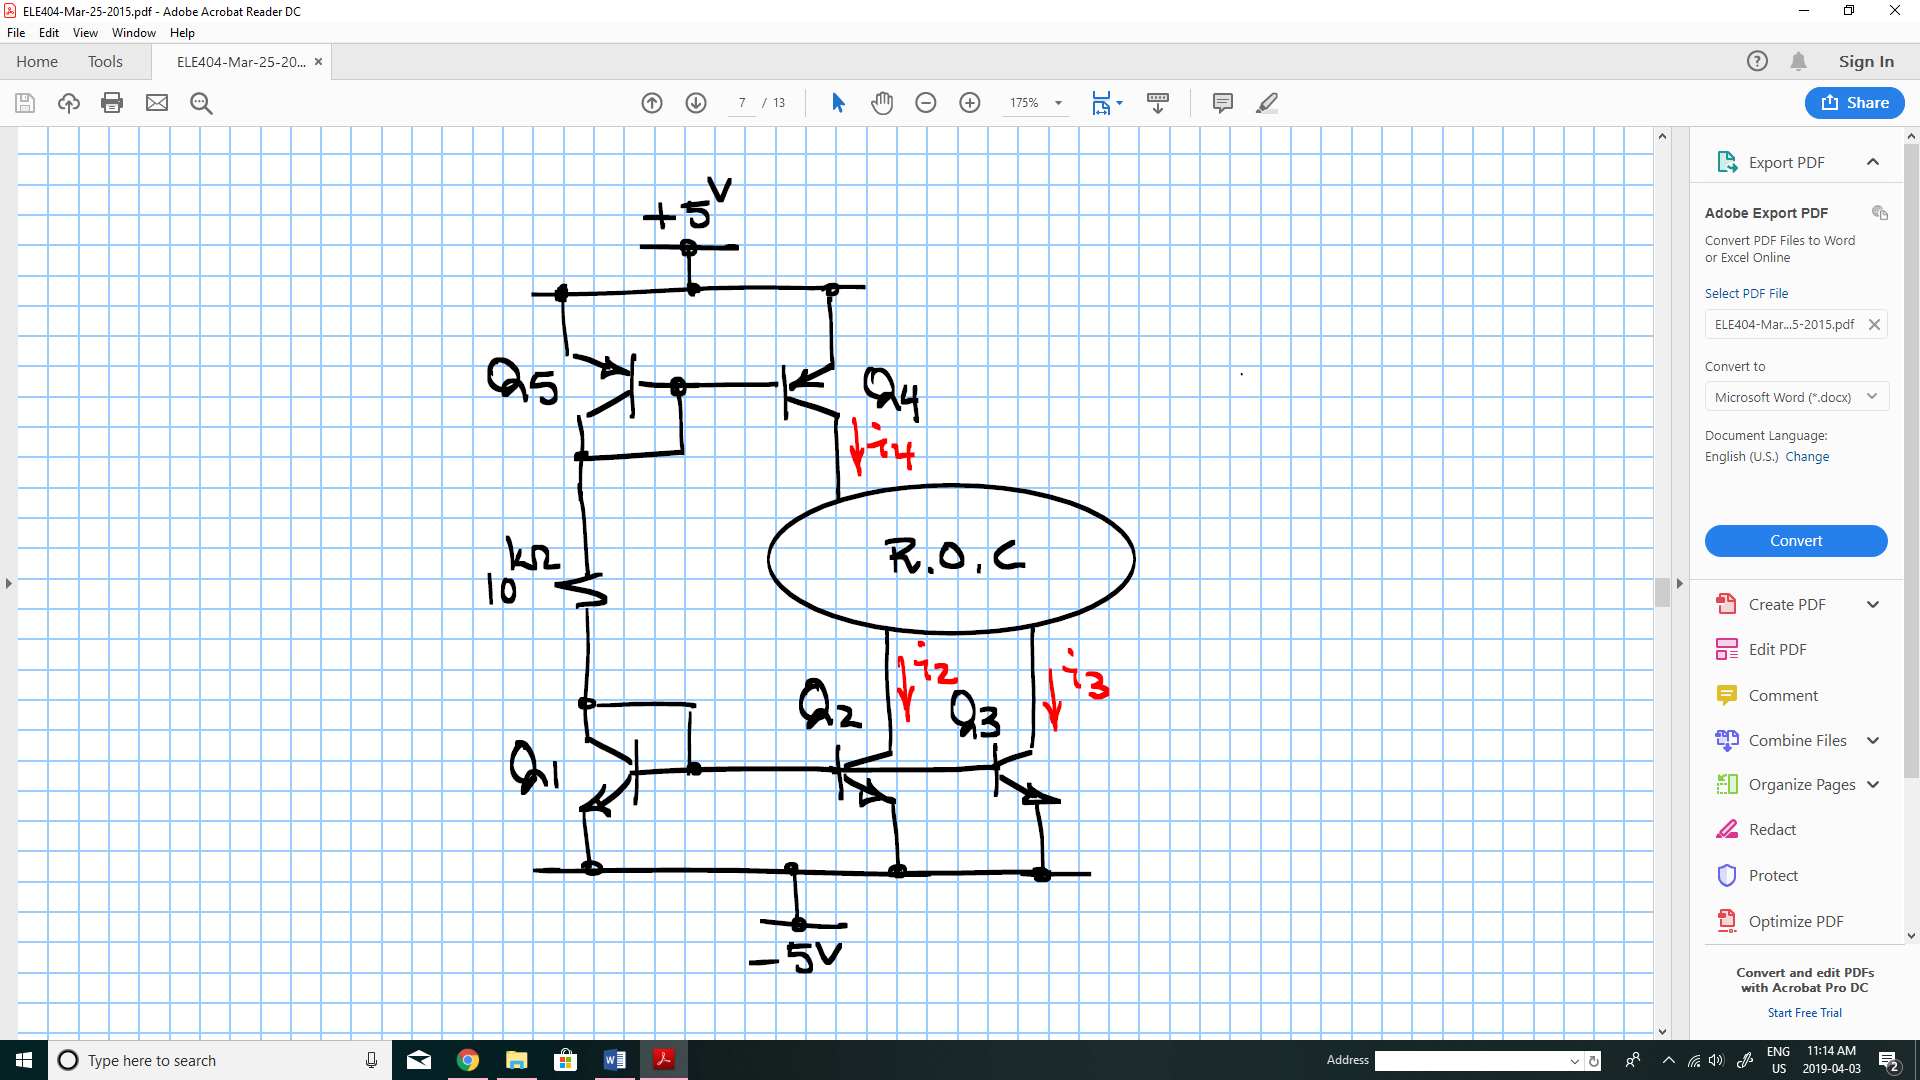 ELE404-Mar-25-2015.pdf - Adobe Acrobat Reader DC
File Edit View Window Help
Home Tools ELE404-Mar-25-20... ×
Sign In
7 / 13
175%
Share
+5V
Q5
Q4
i4
kΩ
10
R.O.C
i2
i3
Q2
Q3
Q1
-5V
Export PDF
Adobe Export PDF
Convert PDF Files to Word
or Excel Online
Select PDF File
ELE404-Mar...5-2015.pdf
Convert to
Microsoft Word (*.docx)
Document Language:
English (U.S.) Change
Convert
Create PDF
Edit PDF
Comment
Combine Files
Organize Pages
Redact
Protect
Optimize PDF
Convert and edit PDFs
with Acrobat Pro DC
Start Free Trial
Type here to search
Address
ENG
US
11:14 AM
2019-04-03
2